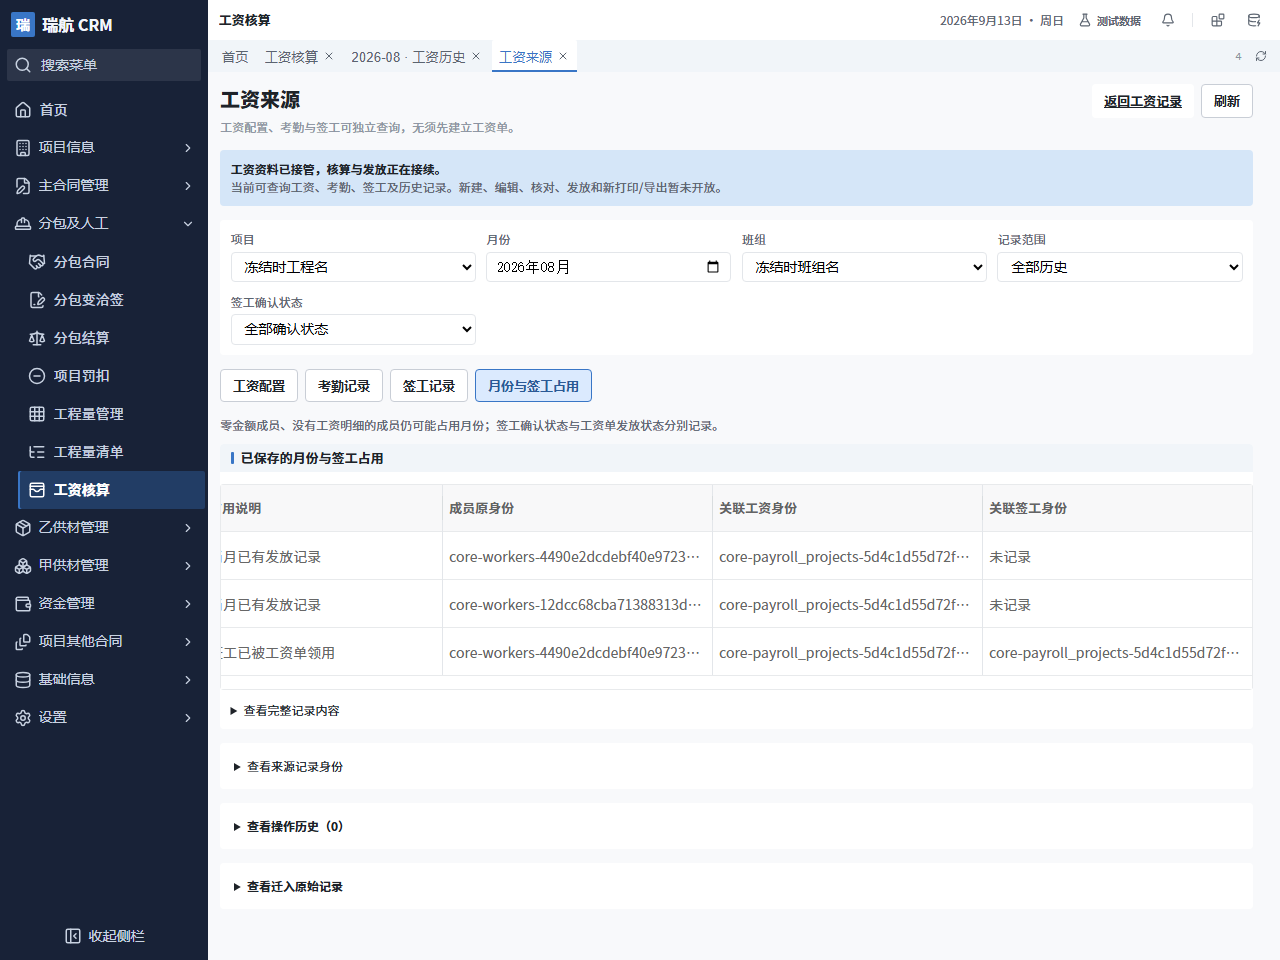 瑞 瑞航 CRM
搜索菜单
首页
项目信息
主合同管理
分包及人工
分包合同
分包变洽签
分包结算
项目罚扣
工程量管理
工程量清单
工资核算
乙供材管理
甲供材管理
资金管理
项目其他合同
基础信息
设置
收起侧栏
工资核算
2026年9月13日 · 周日
测试数据
首页
工资核算
2026-08 · 工资历史
工资来源
4
工资来源
工资配置、考勤与签工可独立查询，无须先建立工资单。
返回工资记录
刷新
工资资料已接管，核算与发放正在接续。
当前可查询工资、考勤、签工及历史记录。新建、编辑、核对、发放和新打印/导出暂未开放。
项目
冻结时工程名
月份
2026年08月
班组
冻结时班组名
记录范围
全部历史
签工确认状态
全部确认状态
工资配置
考勤记录
签工记录
月份与签工占用
零金额成员、没有工资明细的成员仍可能占用月份；签工确认状态与工资单发放状态分别记录。
已保存的月份与签工占用
用说明 成员原身份 关联工资身份 关联签工身份
月已有发放记录 core-workers-4490e2dcdebf40e9723… core-payroll_projects-5d4c1d55d72f… 未记录
月已有发放记录 core-workers-12dcc68cba71388313d… core-payroll_projects-5d4c1d55d72f… 未记录
工已被工资单领用 core-workers-4490e2dcdebf40e9723… core-payroll_projects-5d4c1d55d72f… core-payroll_projects-5d4c1d55d72f…
查看完整记录内容
查看来源记录身份
查看操作历史（0）
查看迁入原始记录